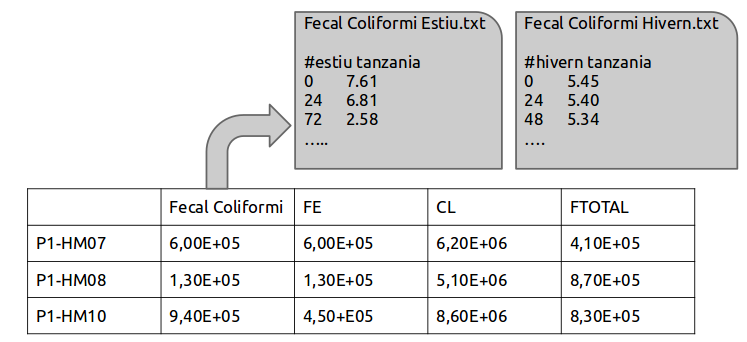 Fecal Coliformi Estiu.txt
#estiu tanzania
0 7.61
24 6.81
72 2.58
…..
Fecal Coliformi Hivern.txt
#hivern tanzania
0 5.45
24 5.40
48 5.34
….
Fecal Coliformi FE CL FTOTAL
P1-HM07 6,00E+05 6,00E+05 6,20E+06 4,10E+05
P1-HM08 1,30E+05 1,30E+05 5,10E+06 8,70E+05
P1-HM10 9,40E+05 4,50+E05 8,60E+06 8,30E+05